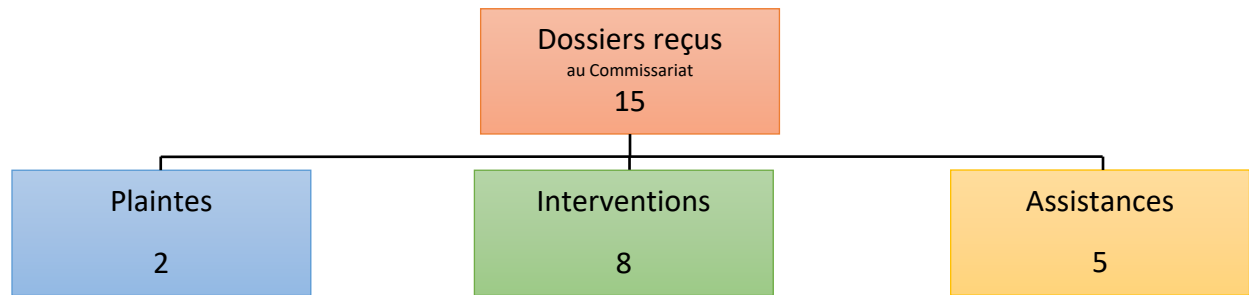 Dossiers reçus
au Commissariat
15
Plaintes
2
Interventions
8
Assistances
5